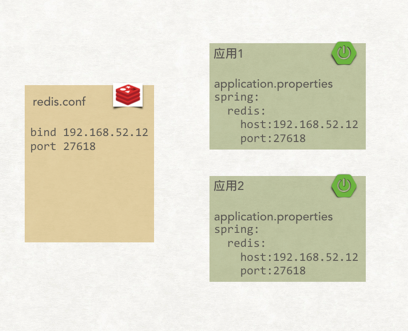 redis.conf
bind 192.168.52.12
port 27618
应用1
application.properties
spring:
  redis:
    host:192.168.52.12
    port:27618
应用2
application.properties
spring:
  redis:
    host:192.168.52.12
    port:27618